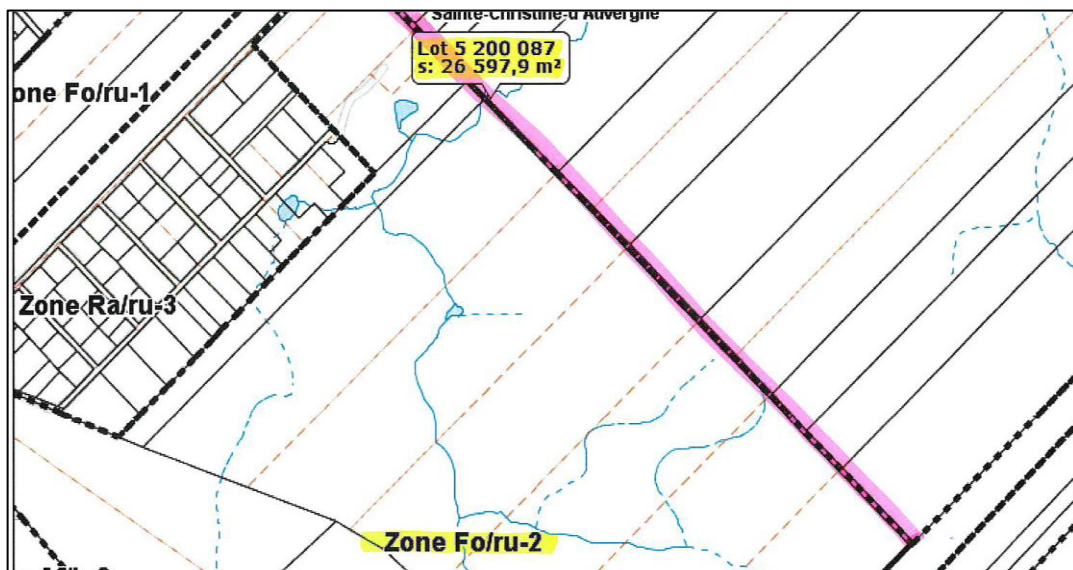 Sainte-Christine-d'Auvergne
Lot 5 200 087
s: 26 597,9 m²
one Fo/ru-1
Zone Ra/ru-3
Zone Fo/ru-2